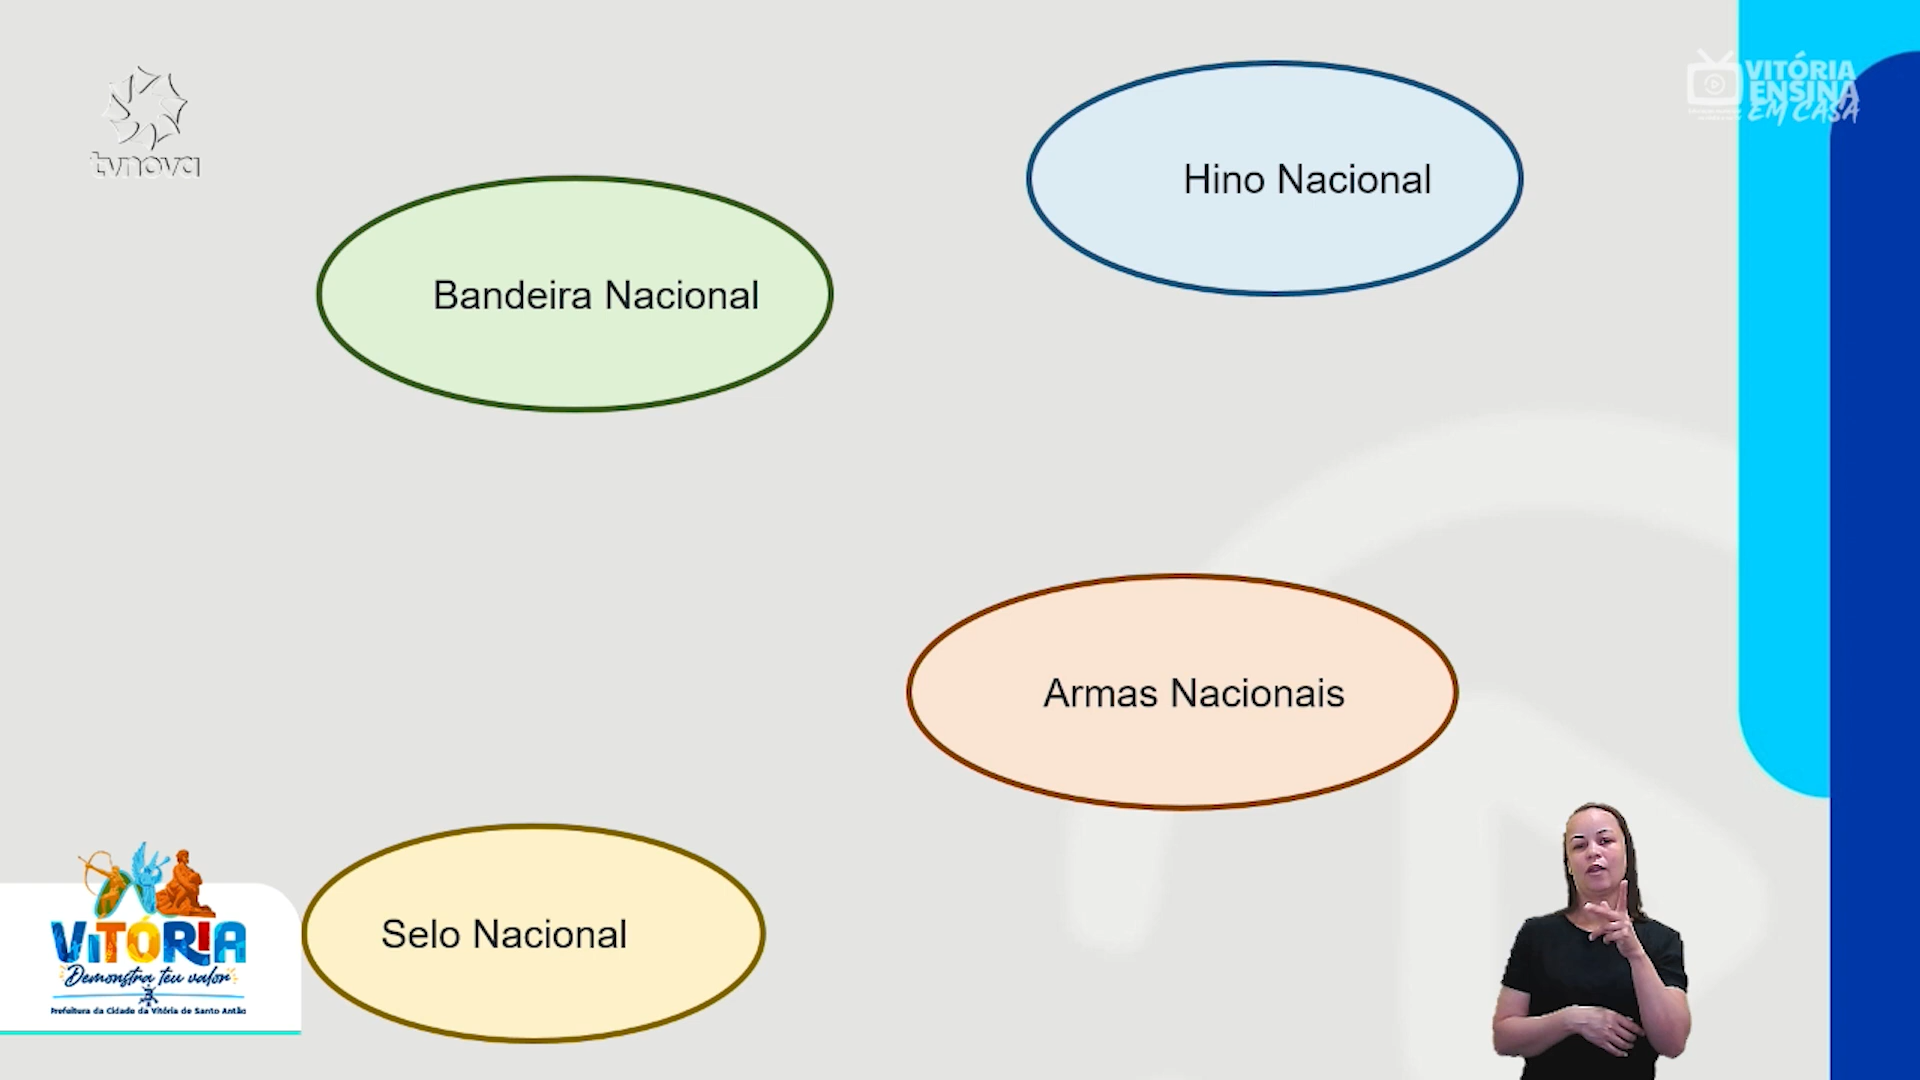 tvnova
VITÓRIA
ENSINA
EM CASA
Hino Nacional
Bandeira Nacional
Armas Nacionais
Selo Nacional
VITÓRIA
Demonstra teu valor
Prefeitura da Cidade da Vitória de Santo Antão